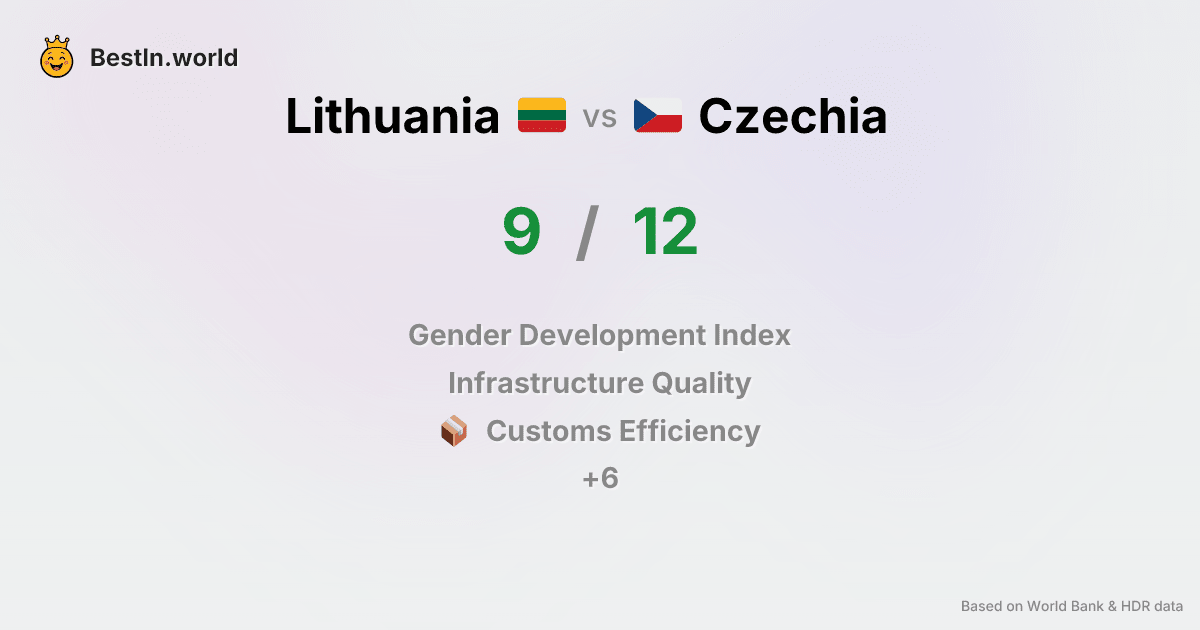 BestIn.world
Lithuania vs Czechia
9 / 12
Gender Development Index
Infrastructure Quality
Customs Efficiency
+6
Based on World Bank & HDR data